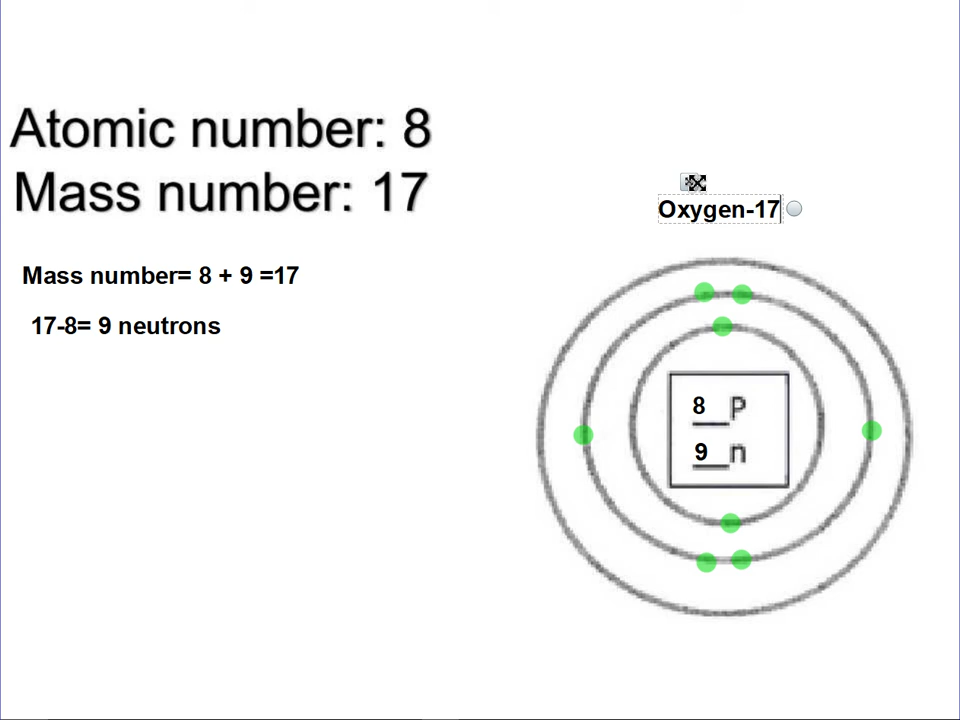 Atomic number: 8
Mass number: 17
Oxygen-17
Mass number= 8 + 9 =17
17-8= 9 neutrons
8 P
9 n